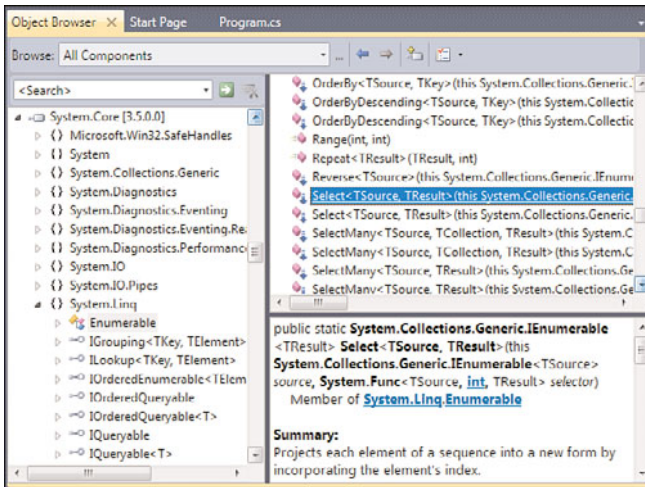 Object Browser X Start Page Program.cs
Browse: All Components ...
<Search>
System.Core [3.5.0.0]
{} Microsoft.Win32.SafeHandles
{} System
{} System.Collections.Generic
{} System.Diagnostics
{} System.Diagnostics.Eventing
{} System.Diagnostics.Eventing.Rea
{} System.Diagnostics.Performanc
{} System.IO
{} System.IO.Pipes
{} System.Linq
Enumerable
IGrouping<TKey, TElement>
ILookup<TKey, TElement>
IOrderedEnumerable<TElem
IOrderedQueryable
IOrderedQueryable<T>
IQueryable
IQueryable<T>
OrderBy<TSource, TKey>(this System.Collections.Generic.
OrderByDescending<TSource, TKey>(this System.Collectic
OrderByDescending<TSource, TKey>(this System.Collectic
Range(int, int)
Repeat<TResult>(TResult, int)
Reverse<TSource>(this System.Collections.Generic.IEnum
Select<TSource, TResult>(this System.Collections.Generic.
Select<TSource, TResult>(this System.Collections.Generic.
SelectMany<TSource, TCollection, TResult>(this System.C
SelectMany<TSource, TCollection, TResult>(this System.C
SelectMany<TSource, TResult>(this System.Collections.Ge
SelectMany<TSource, TResult>(this System.Collections.Ge
public static System.Collections.Generic.IEnumerable
<TResult> Select<TSource, TResult>(this
System.Collections.Generic.IEnumerable<TSource>
source, System.Func<TSource, int, TResult> selector)
Member of System.Linq.Enumerable
Summary:
Projects each element of a sequence into a new form by
incorporating the element's index.